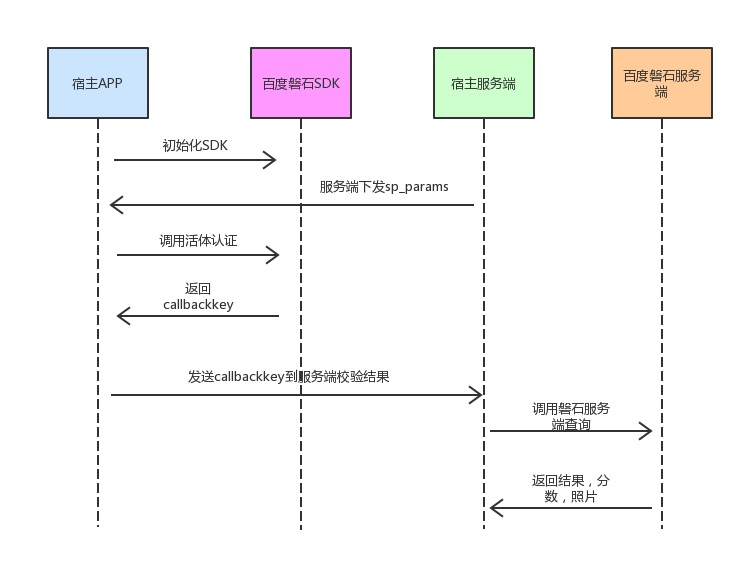 宿主APP
百度磐石SDK
宿主服务端
百度磐石服务
端
初始化SDK
服务端下发sp_params
调用活体认证
返回
callbackkey
发送callbackkey到服务端校验结果
调用磐石服务
端查询
返回结果，分
数，照片